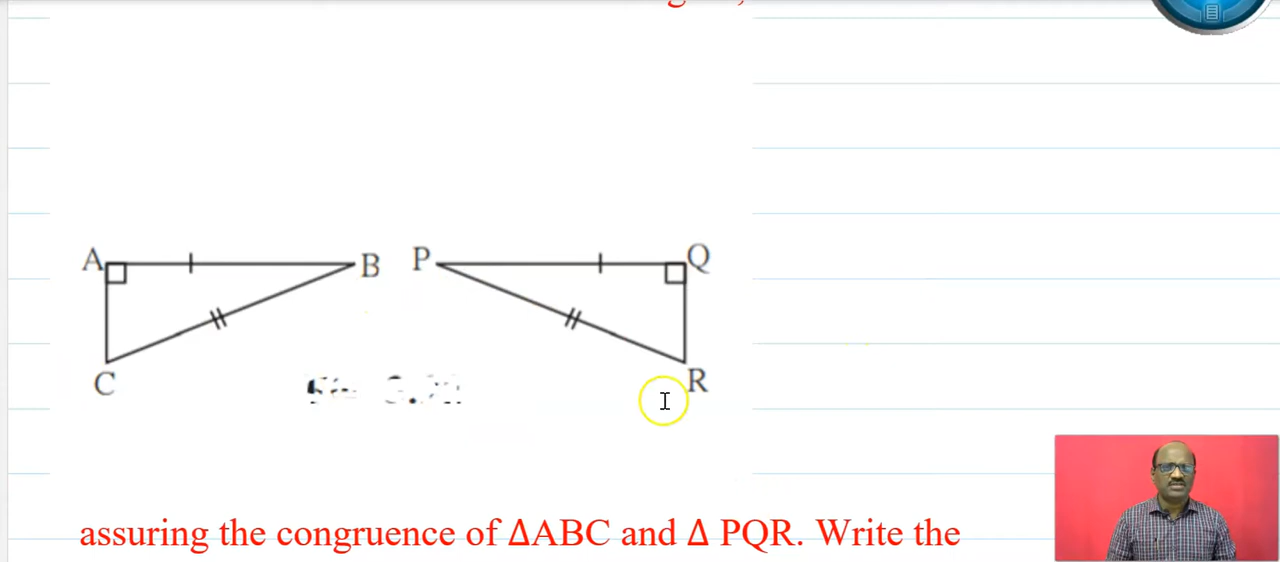 A B P Q
C R
assuring the congruence of ΔABC and Δ PQR. Write the